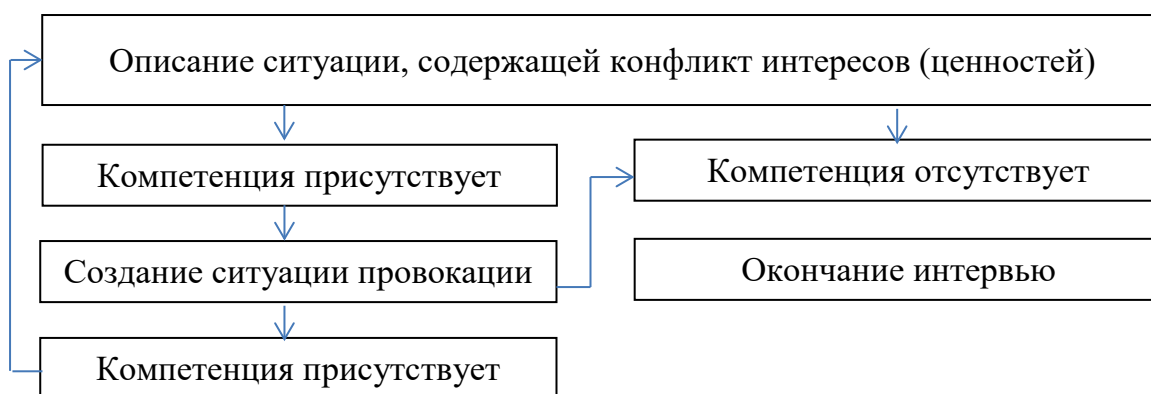 Описание ситуации, содержащей конфликт интересов (ценностей)
Компетенция присутствует
Компетенция отсутствует
Создание ситуации провокации
Окончание интервью
Компетенция присутствует